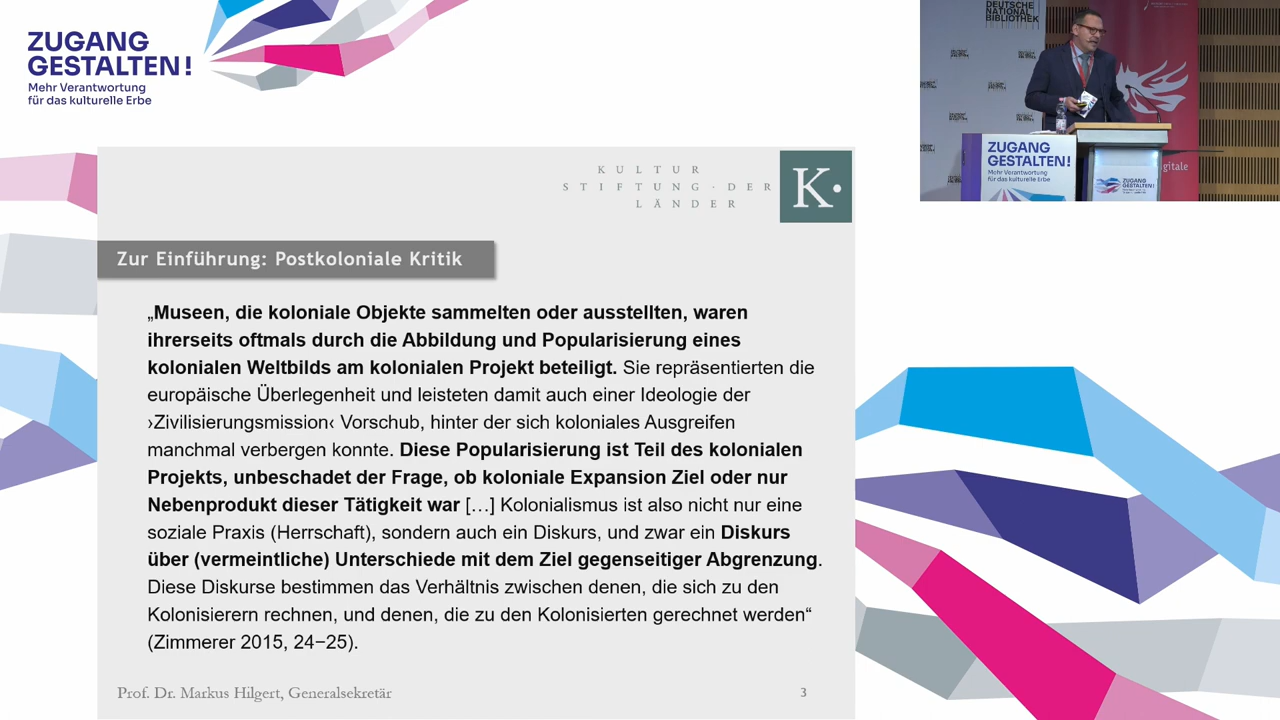 ZUGANG
GESTALTEN!
Mehr Verantwortung
für das kulturelle Erbe
DEUTSCHE
NATIONAL
BIBLIOTHEK
ZUGANG
GESTALTEN!
Mehr Verantwortung
für das kulturelle Erbe
ZUGANG
GESTALTEN!
gitale
KULTUR
STIFTUNG · DER
LÄNDER
K·
Zur Einführung: Postkoloniale Kritik
„Museen, die koloniale Objekte sammelten oder ausstellten, waren
ihrerseits oftmals durch die Abbildung und Popularisierung eines
kolonialen Weltbilds am kolonialen Projekt beteiligt. Sie repräsentierten die
europäische Überlegenheit und leisteten damit auch einer Ideologie der
›Zivilisierungsmission‹ Vorschub, hinter der sich koloniales Ausgreifen
manchmal verbergen konnte. Diese Popularisierung ist Teil des kolonialen
Projekts, unbeschadet der Frage, ob koloniale Expansion Ziel oder nur
Nebenprodukt dieser Tätigkeit war […] Kolonialismus ist also nicht nur eine
soziale Praxis (Herrschaft), sondern auch ein Diskurs, und zwar ein Diskurs
über (vermeintliche) Unterschiede mit dem Ziel gegenseitiger Abgrenzung.
Diese Diskurse bestimmen das Verhältnis zwischen denen, die sich zu den
Kolonisierern rechnen, und denen, die zu den Kolonisierten gerechnet werden“
(Zimmerer 2015, 24−25).
Prof. Dr. Markus Hilgert, Generalsekretär
3